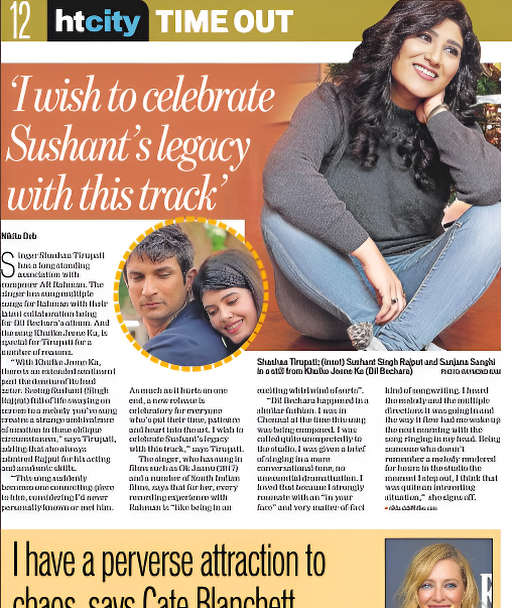 12
htcity TIME OUT
'I wish to celebrate
Sushant's legacy
with this track'
Nikita Deb
Singer Shashaa Tirupati
has a long standing
association with
composer AR Rahman. The
singer has sung multiple
songs for Rahman with their
latest collaboration being
for Dil Bechara's album. And
the song Khulke Jeene Ka, is
special for Tirupati for a
number of reasons.
"With Khulke Jeene Ka,
there is an extended sentiment
past the demise of its lead
actor. Seeing Sushant (Singh
Rajput) full of life swaying on
screen to a melody you've sung
creates a strange ambivalence
of emotion in these oblique
circumstances," says Tirupati,
adding that she always
admired Rajput for his acting
and academic skills.
"This song suddenly
becomes one connecting piece
to him, considering I'd never
personally known or met him.
Shashaa Tirupati; (inset) Sushant Singh Rajput and Sanjana Sanghi
in a still from Khulke Jeene Ka (Dil Bechara)
As much as it hurts on one
end, a new release is
celebratory for everyone
who's put their time, patience
and heart into the art. I wish to
celebrate Sushant's legacy
with this track," says Tirupati.
The singer, who has sung in
films such as Ok Jaanu (2017)
and a number of South Indian
films, says that for her, every
recording experience with
Rahman is "like being in an
exciting whirlwind of sorts".
"Dil Bechara happened in a
similar fashion. I was in
Chennai at the time this song
was being composed. I was
called quite unexpectedly to
the studio. I was given a brief
of singing in a more
conversational tone, no
unessential dramatisation. I
loved that because I strongly
resonate with an "in your
face" and very matter-of-fact
kind of songwriting. I heard
the melody and the multiple
directions it was going in and
the way it flew had me wake up
the next morning with the
song ringing in my head. Being
someone who doesn't
remember a melody rendered
for hours in the studio the
moment I step out, I think that
was quite an interesting
situation," she signs off.
I have a perverse attraction to
chaos, says Cate Blanchett